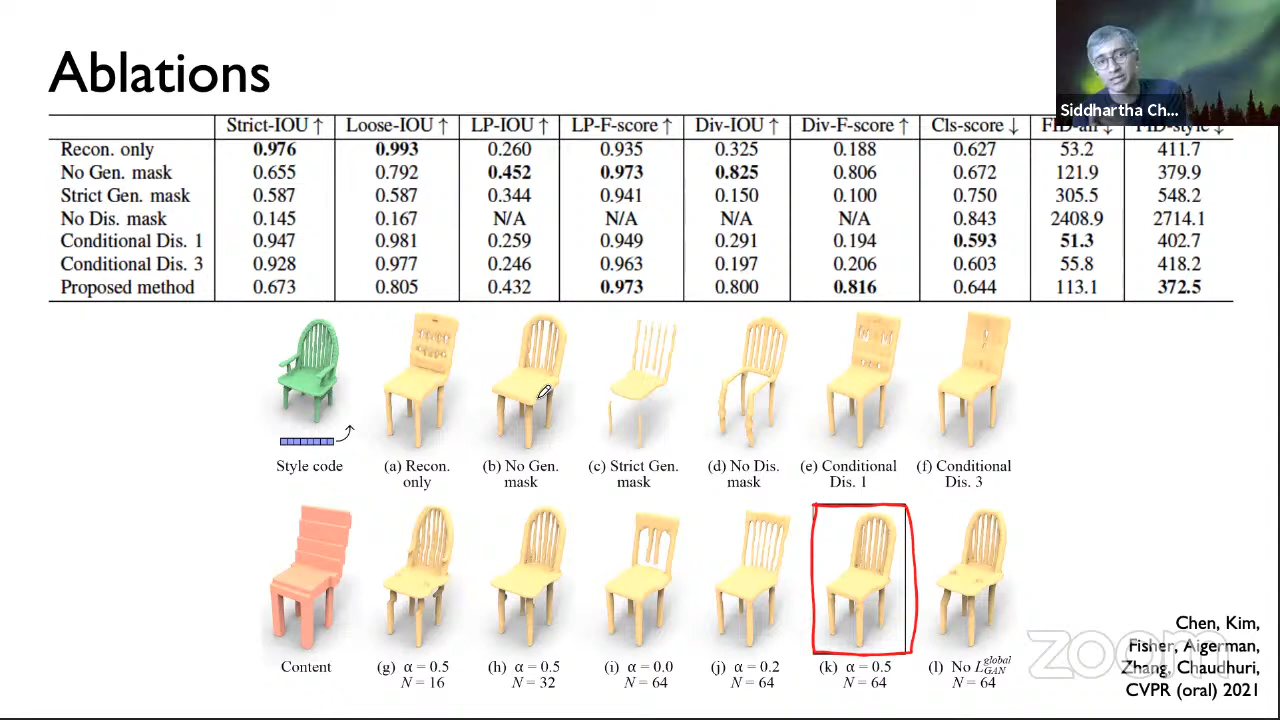 Ablations
Siddhartha Ch...
Strict-IOU ↑ Loose-IOU ↑ LP-IOU ↑ LP-F-score ↑ Div-IOU ↑ Div-F-score ↑ Cls-score ↓ FID-all ↓ FID-style ↓
Recon. only 0.976 0.993 0.260 0.935 0.325 0.188 0.627 53.2 411.7
No Gen. mask 0.655 0.792 0.452 0.973 0.825 0.806 0.672 121.9 379.9
Strict Gen. mask 0.587 0.587 0.344 0.941 0.150 0.100 0.750 305.5 548.2
No Dis. mask 0.145 0.167 N/A N/A N/A N/A 0.843 2408.9 2714.1
Conditional Dis. 1 0.947 0.981 0.259 0.949 0.291 0.194 0.593 51.3 402.7
Conditional Dis. 3 0.928 0.977 0.246 0.963 0.197 0.206 0.603 55.8 418.2
Proposed method 0.673 0.805 0.432 0.973 0.800 0.816 0.644 113.1 372.5
Style code (a) Recon. (b) No Gen. (c) Strict Gen. (d) No Dis. (e) Conditional (f) Conditional
only mask mask mask Dis. 1 Dis. 3
Content (g) α = 0.5 (h) α = 0.5 (i) α = 0.0 (j) α = 0.2 (k) α = 0.5 (l) No L_GAN^global
N = 16 N = 32 N = 64 N = 64 N = 64 N = 64
Chen, Kim,
Fisher, Aigerman,
Zhang, Chaudhuri,
CVPR (oral) 2021
zoom